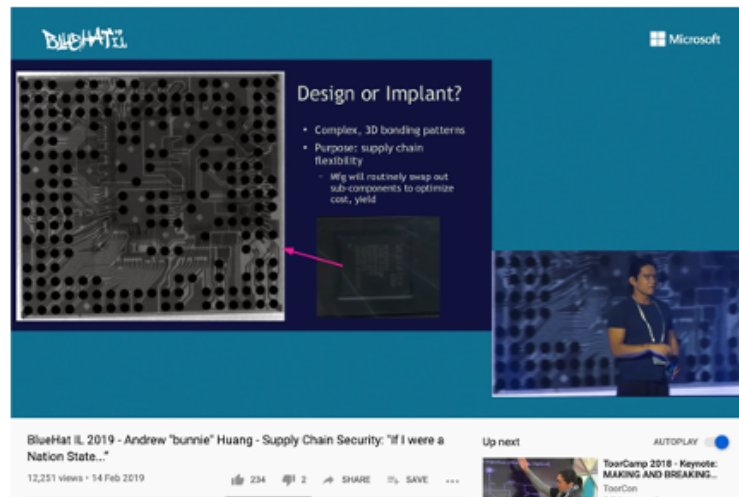 BLUEHATIL
Microsoft
Design or Implant?
• Complex, 3D bonding patterns
• Purpose: supply chain
flexibility
– Mfg will routinely swap out
sub-components to optimize
cost, yield
BlueHat IL 2019 - Andrew "bunnie" Huang - Supply Chain Security: "If I were a
Nation State..."
12,251 views • 14 Feb 2019
234
2
SHARE
SAVE
Up next
AUTOPLAY
ToorCamp 2018 - Keynote:
MAKING AND BREAKING...
ToorCon